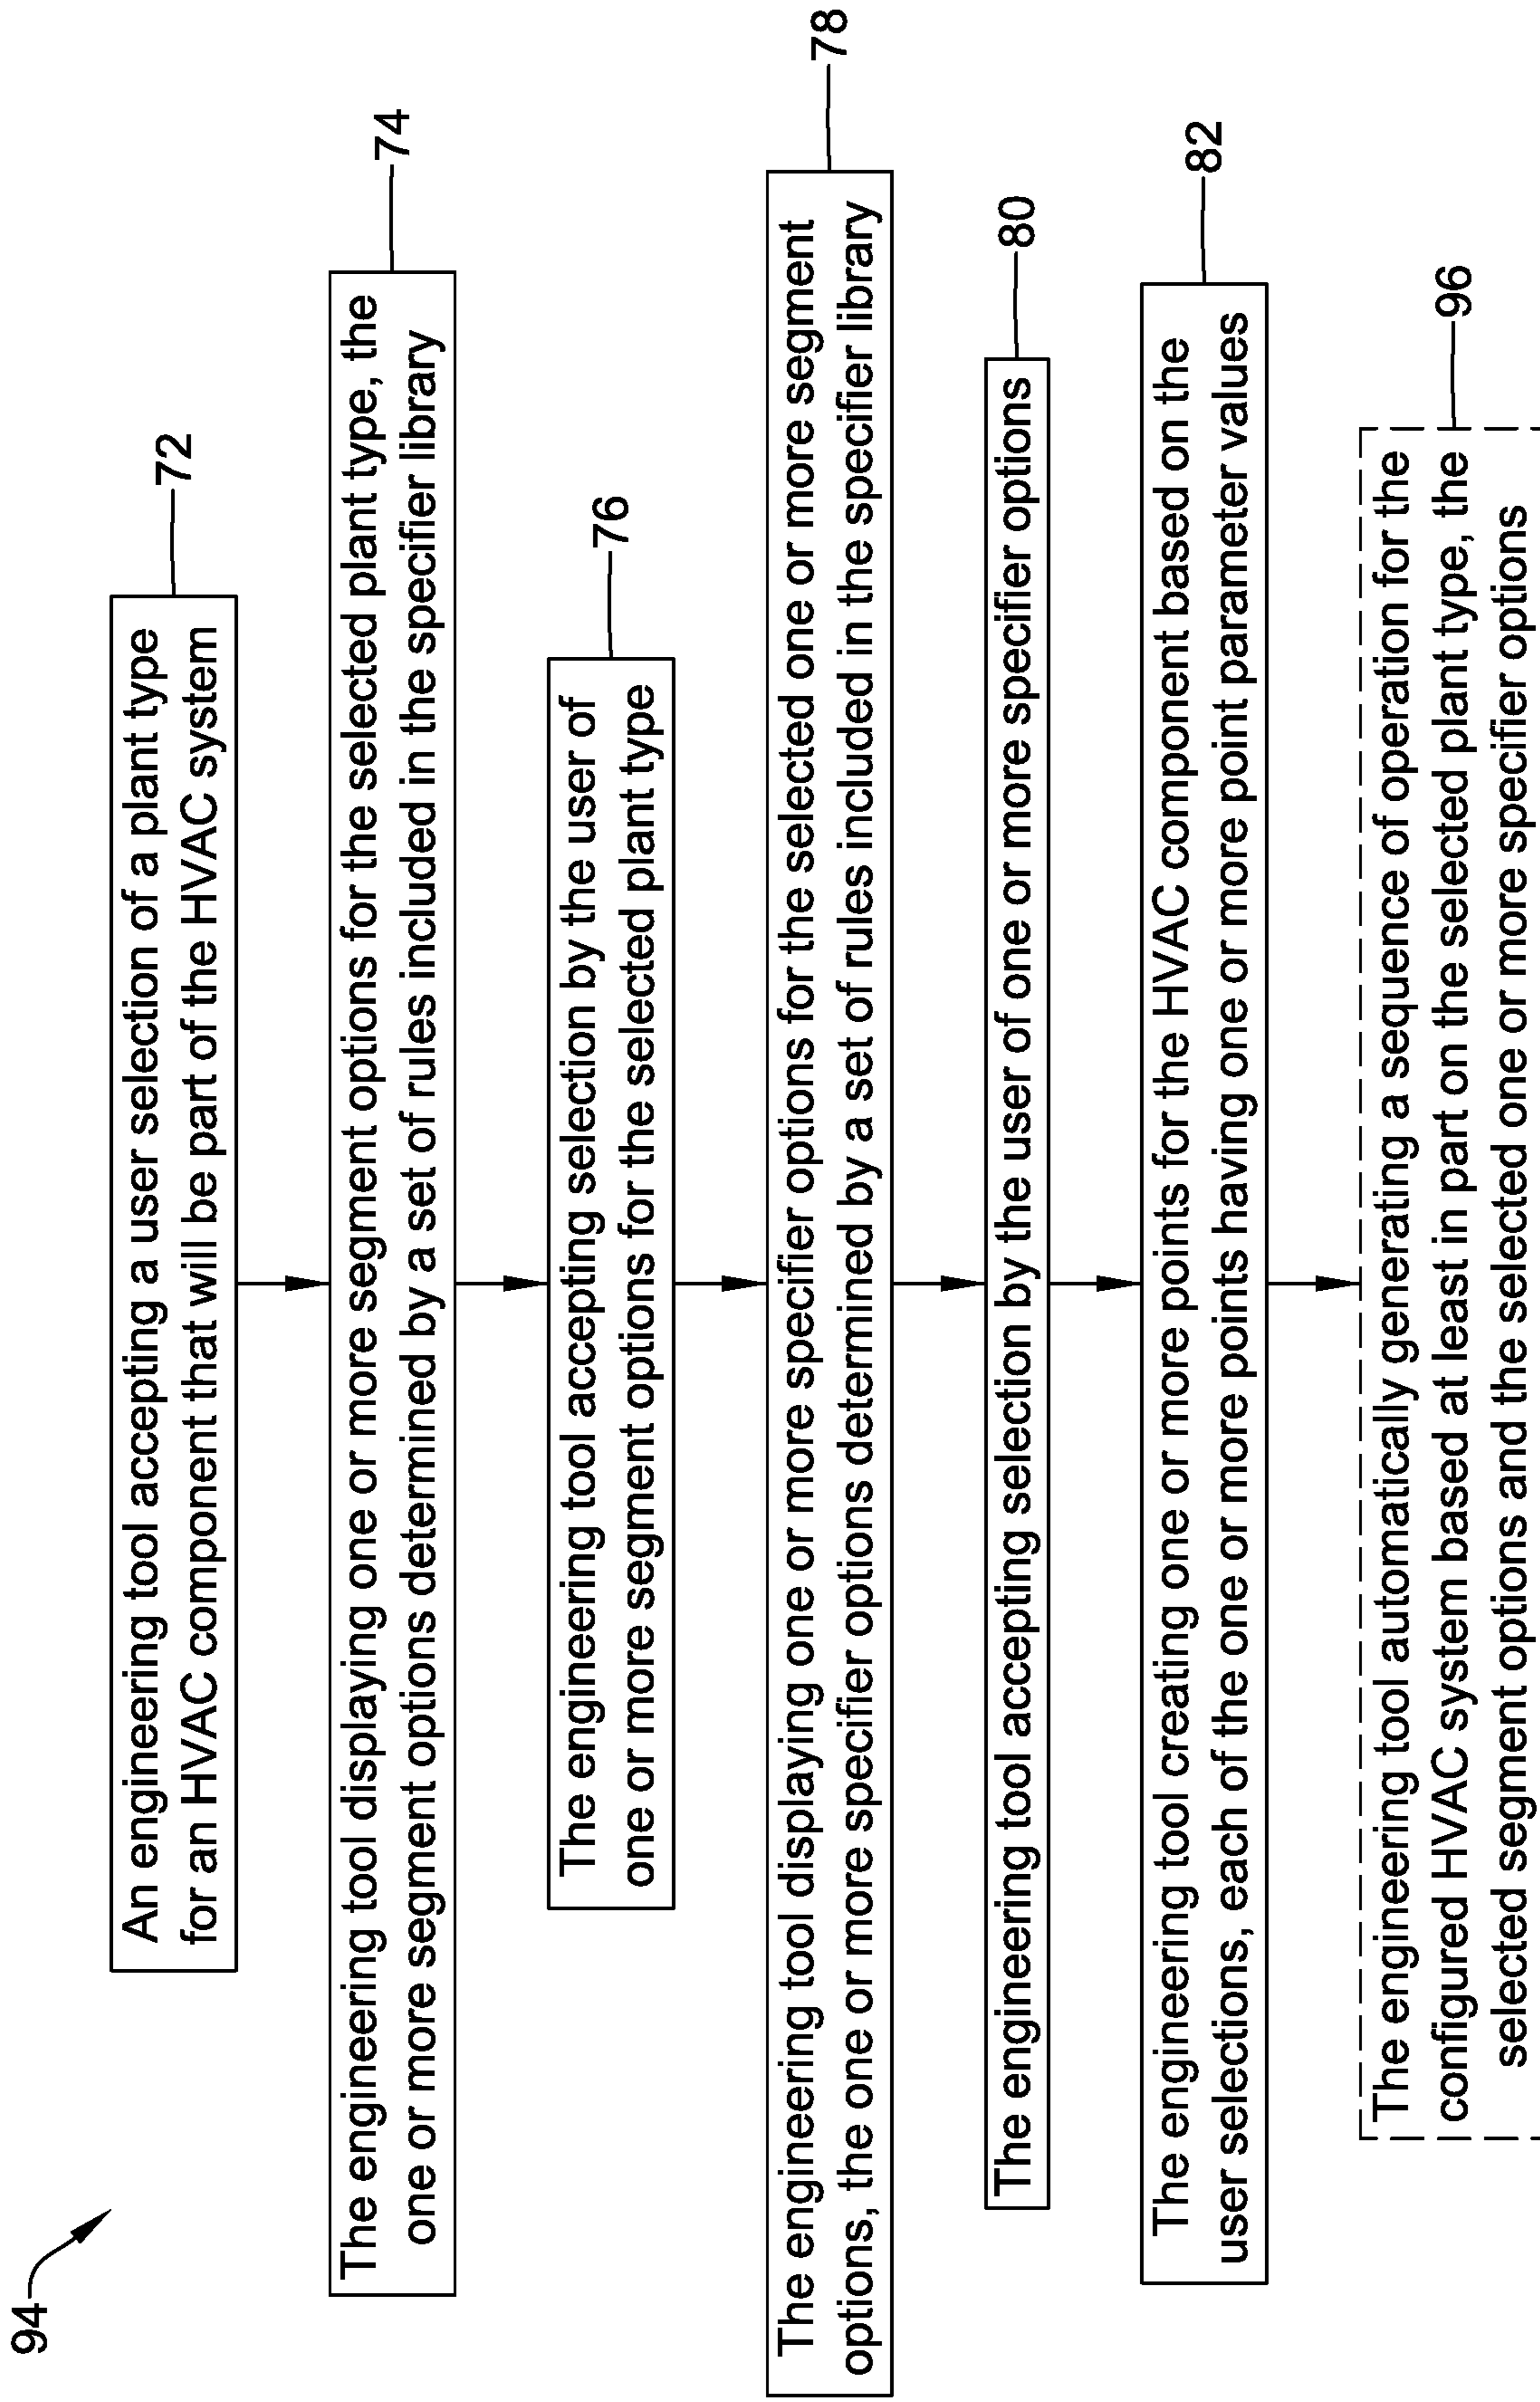 94
An engineering tool accepting a user selection of a plant type
for an HVAC component that will be part of the HVAC system
72
The engineering tool displaying one or more segment options for the selected plant type, the
one or more segment options determined by a set of rules included in the specifier library
74
The engineering tool accepting selection by the user of
one or more segment options for the selected plant type
76
The engineering tool displaying one or more specifier options for the selected one or more segment
options, the one or more specifier options determined by a set of rules included in the specifier library
78
The engineering tool accepting selection by the user of one or more specifier options
80
The engineering tool creating one or more points for the HVAC component based on the
user selections, each of the one or more points having one or more point parameter values
82
The engineering tool automatically generating a sequence of operation for the
configured HVAC system based at least in part on the selected plant type, the
selected segment options and the selected one or more specifier options
96